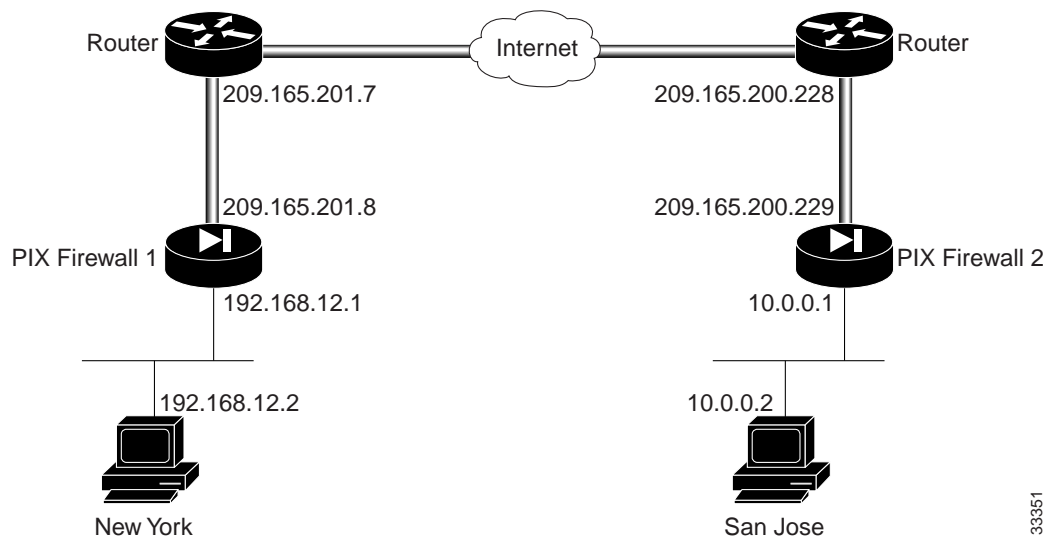 Router
Internet
Router
209.165.201.7
209.165.200.228
209.165.201.8
209.165.200.229
PIX Firewall 1
PIX Firewall 2
192.168.12.1
10.0.0.1
192.168.12.2
10.0.0.2
New York
San Jose
33351